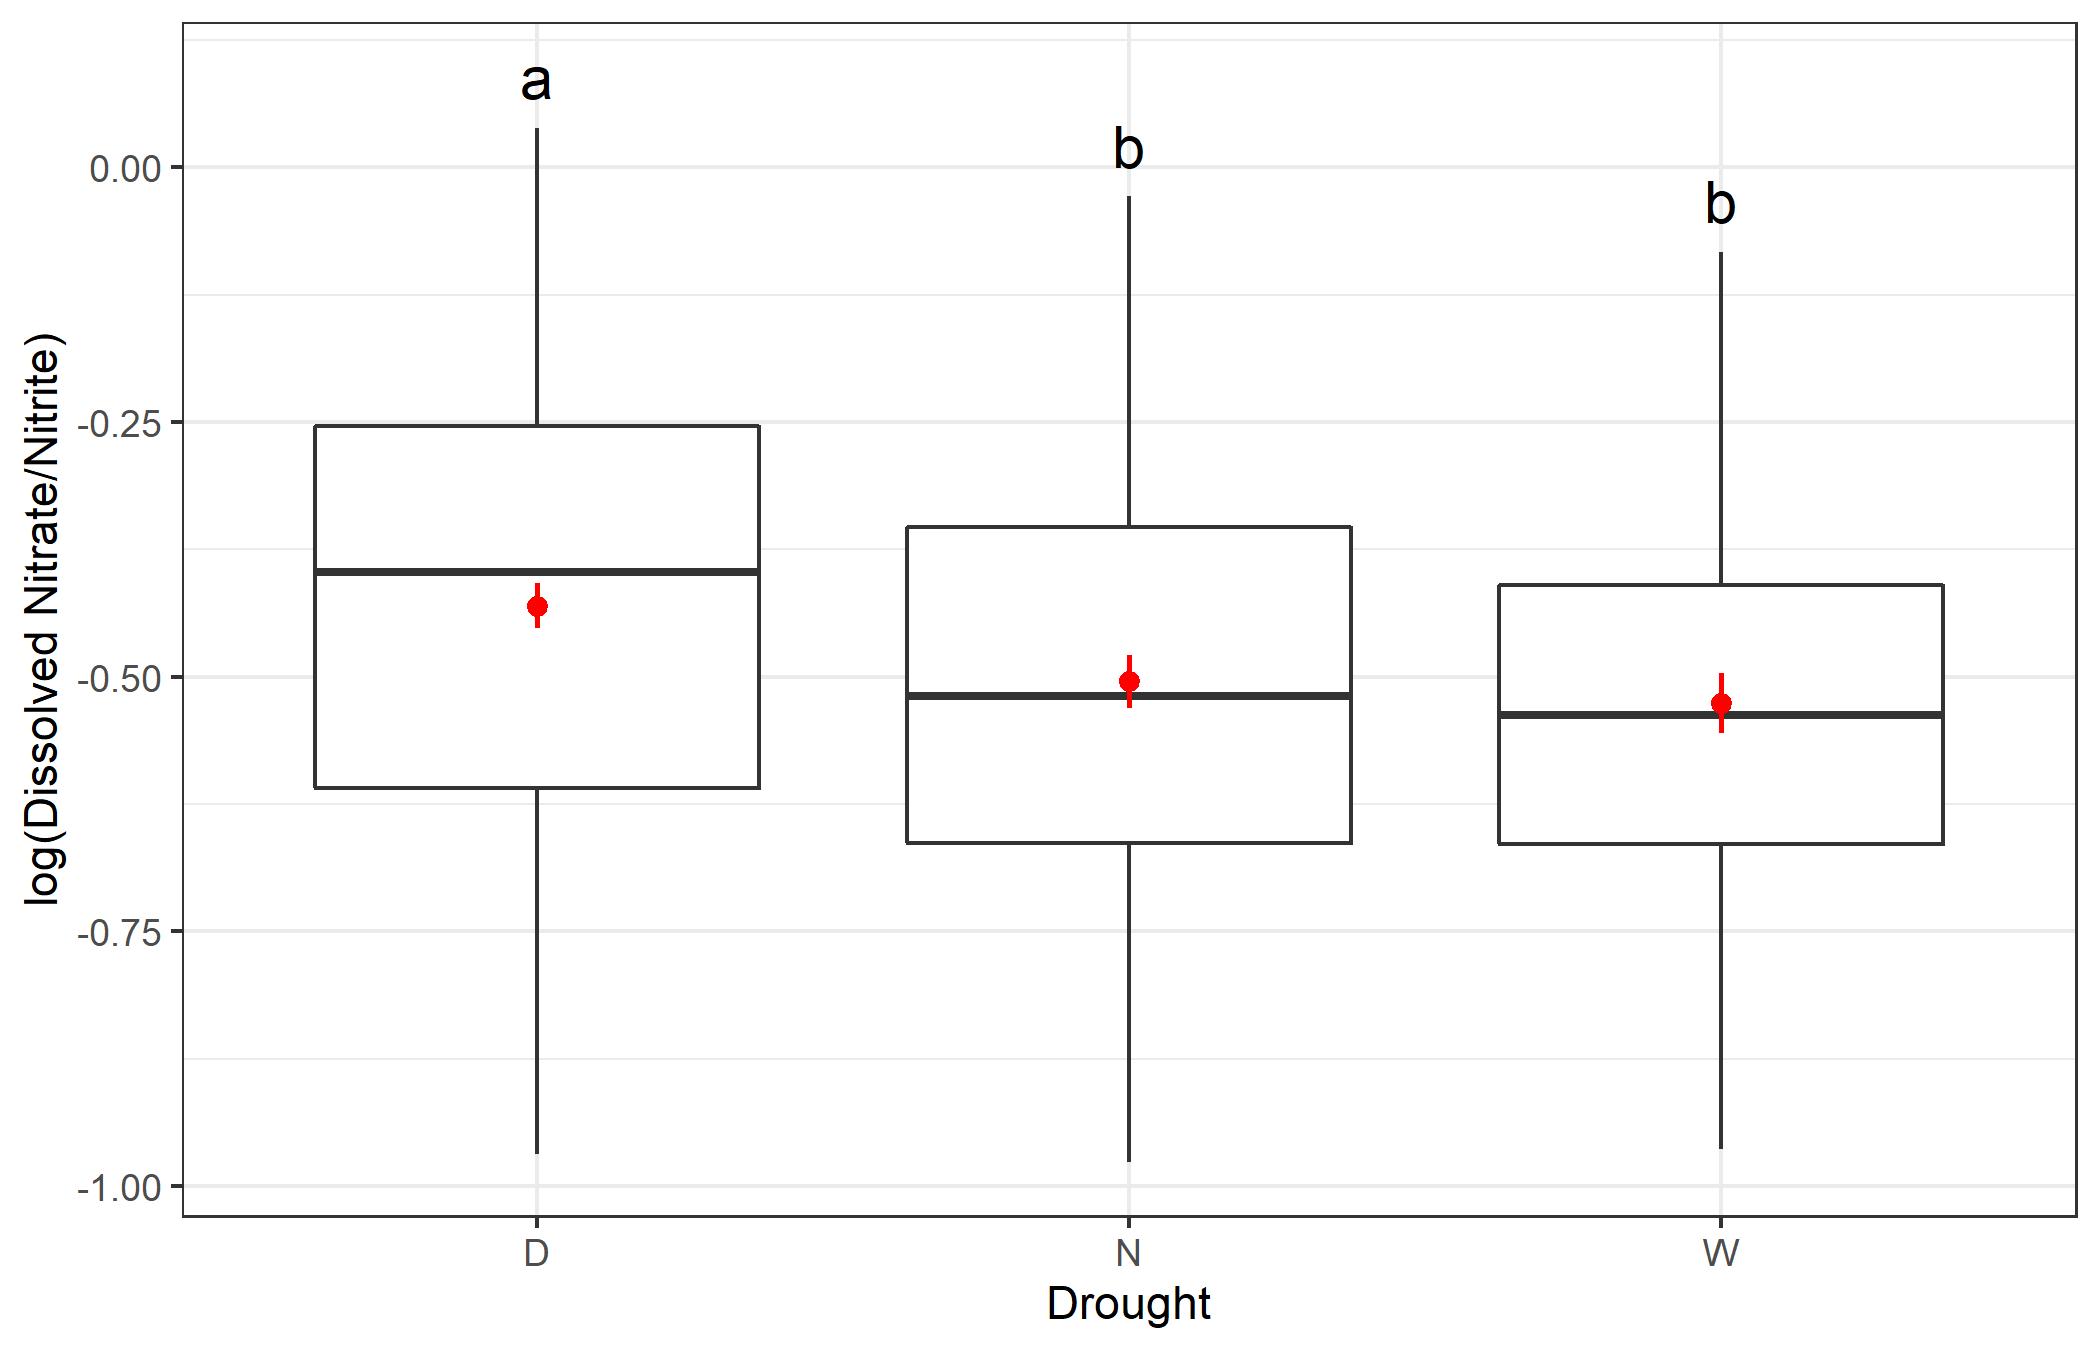 a
b
b
0.00
-0.25
-0.50
-0.75
-1.00
log(Dissolved Nitrate/Nitrite)
D N W
Drought